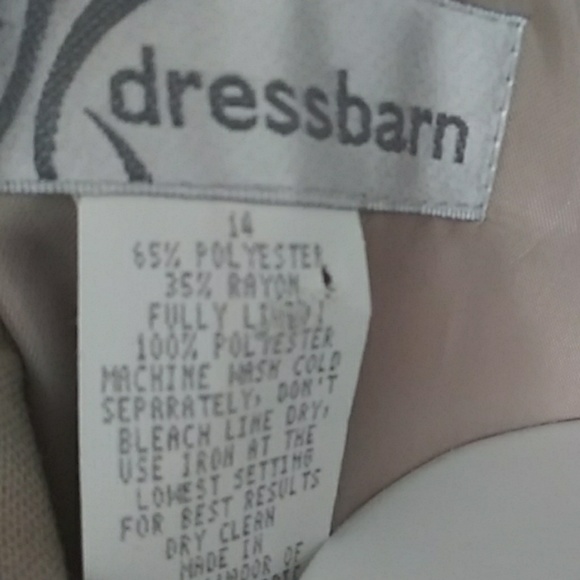 dressbarn
14
65% POLYESTER
35% RAYON
FULLY
100% POLYESTER
MACHINE WASH COLD
SEPARATELY, DON'T
BLEACH LINE DRY,
USE IRON AT THE
LOWEST SETTING
FOR BEST RESULTS
DRY CLEAN
MADE IN
OF